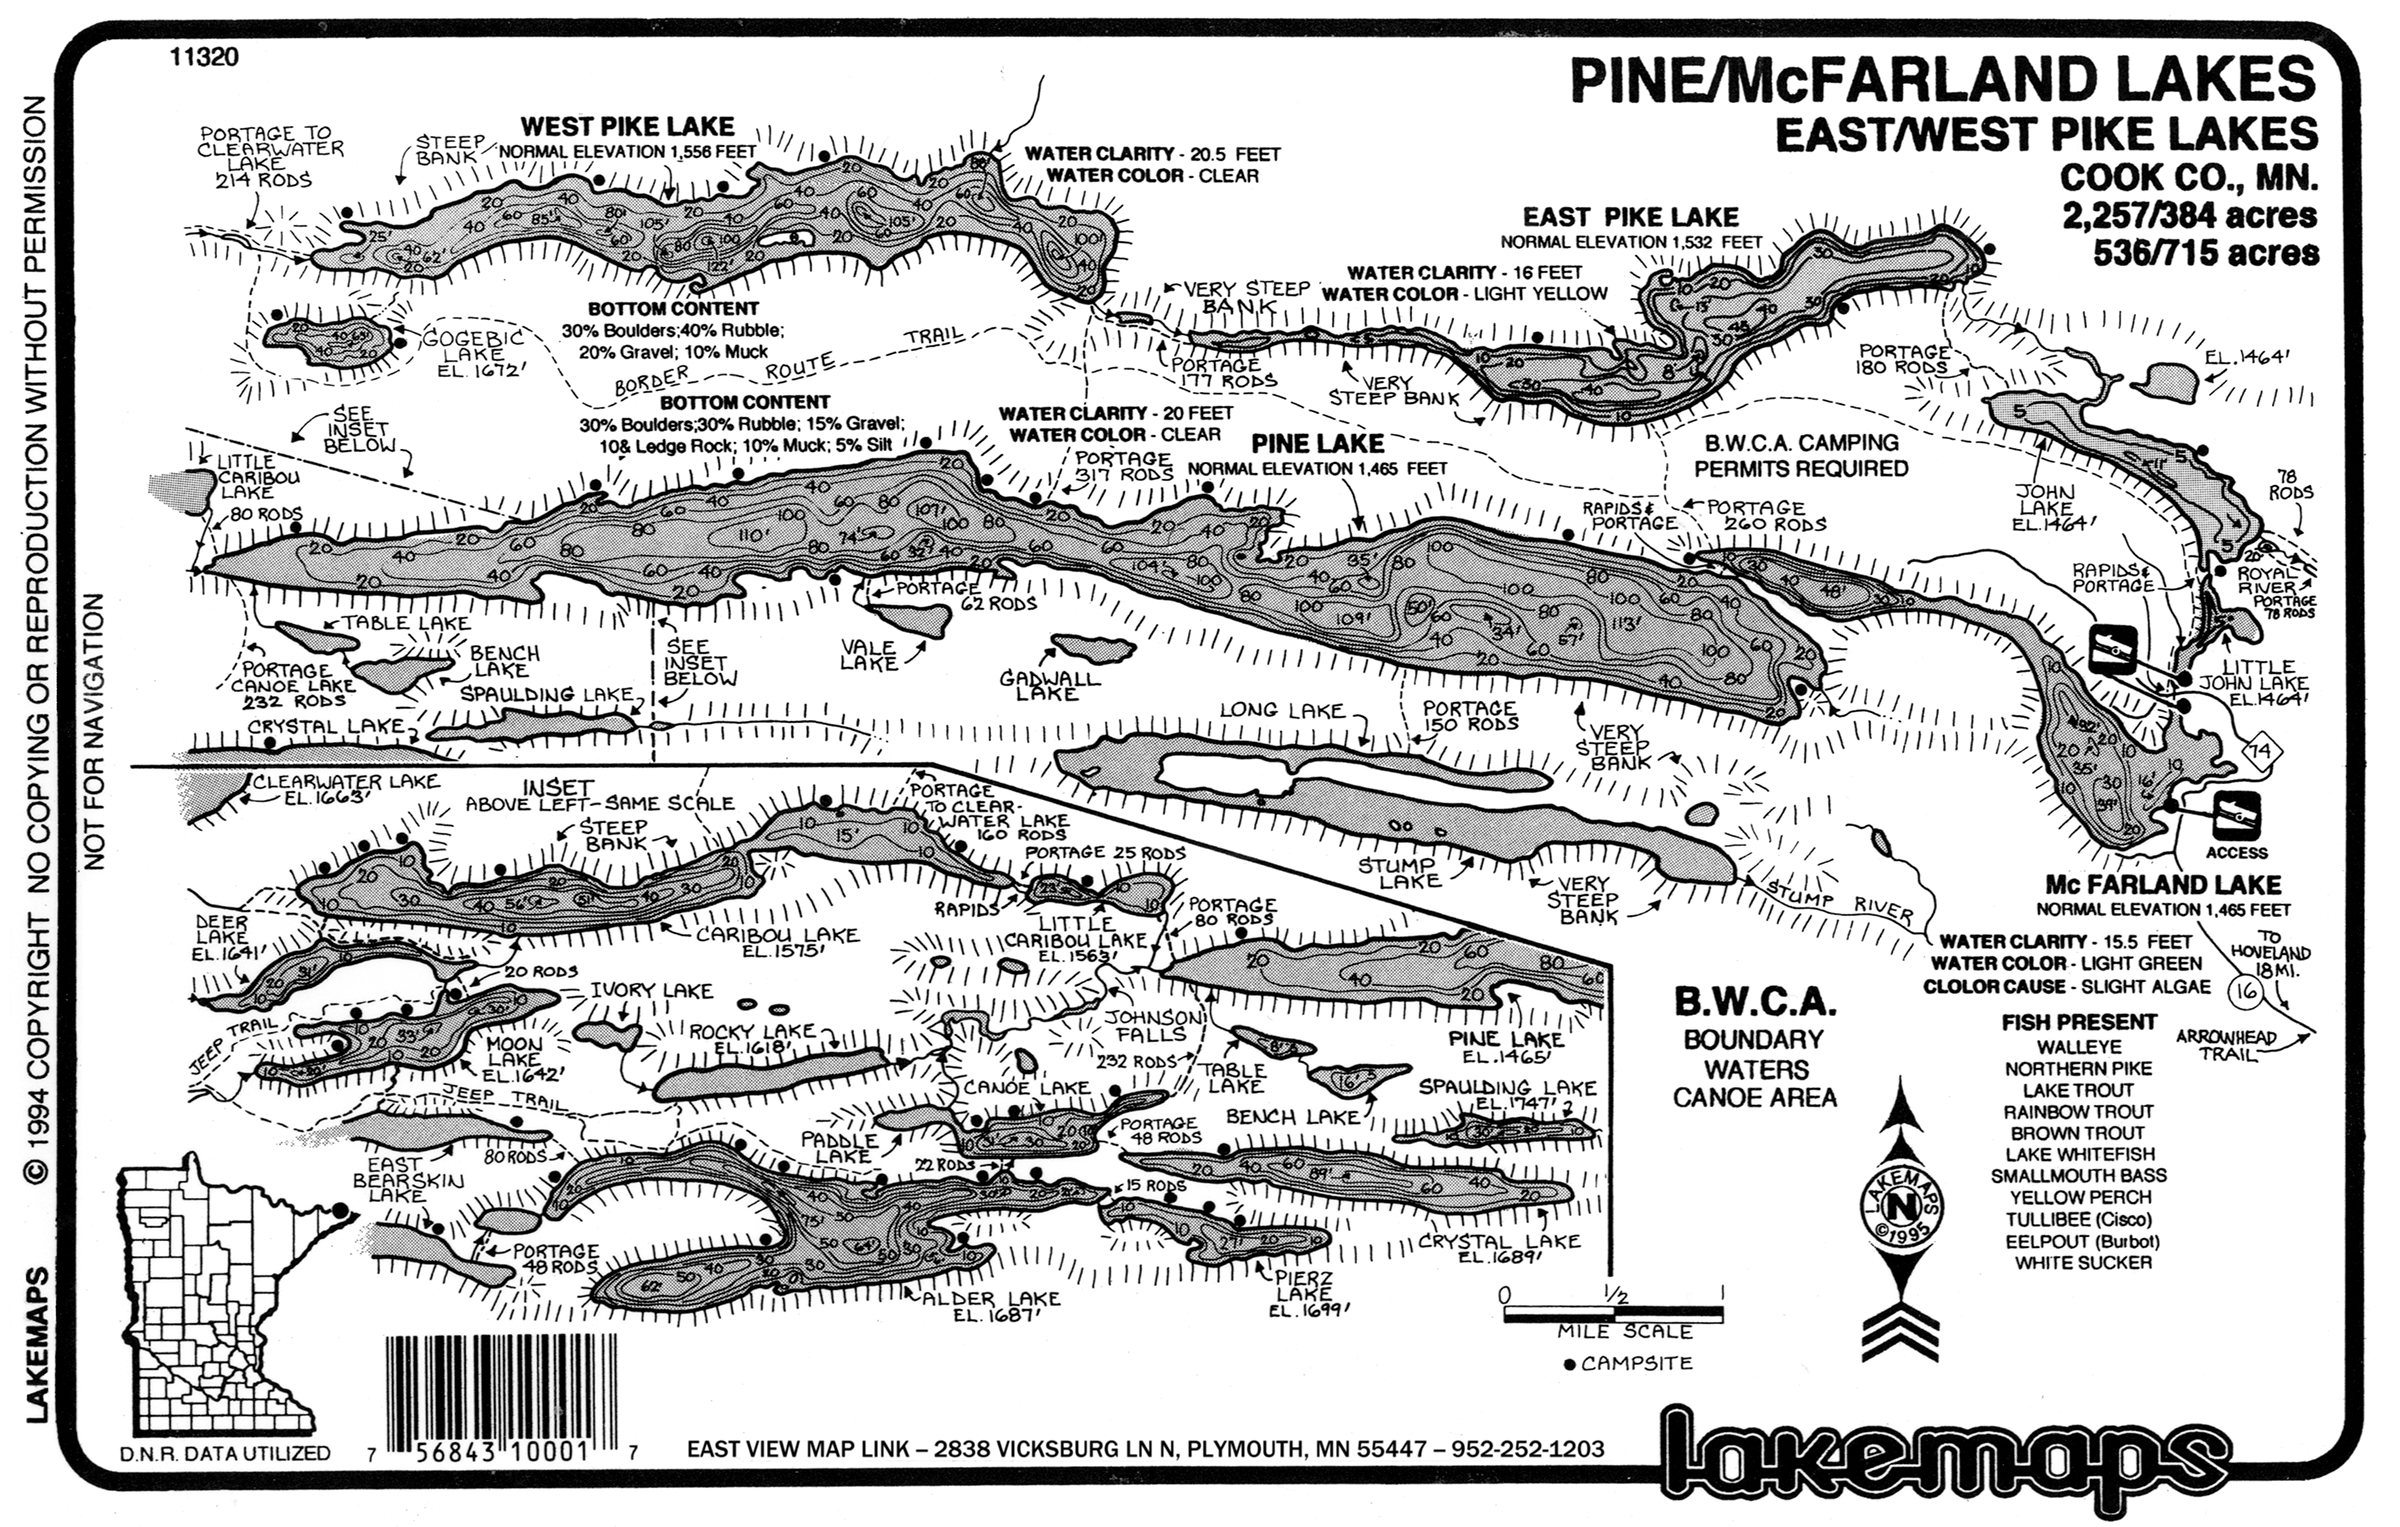 11320
PINE/McFARLAND LAKES
EAST/WEST PIKE LAKES
COOK CO., MN.
2,257/384 acres
536/715 acres
© 1994 COPYRIGHT NO COPYING OR REPRODUCTION WITHOUT PERMISSION
LAKEMAPS
NOT FOR NAVIGATION
PORTAGE TO
CLEARWATER
LAKE
214 RODS
STEEP
BANK
WEST PIKE LAKE
NORMAL ELEVATION 1,556 FEET
WATER CLARITY - 20.5 FEET
WATER COLOR - CLEAR
EAST PIKE LAKE
NORMAL ELEVATION 1,532 FEET
WATER CLARITY - 16 FEET
WATER COLOR - LIGHT YELLOW
VERY STEEP
BANK
BOTTOM CONTENT
30% Boulders;40% Rubble;
20% Gravel; 10% Muck
GOGEBIC
LAKE
EL. 1672'
BORDER ROUTE TRAIL
PORTAGE
177 RODS
VERY
STEEP BANK
PORTAGE
180 RODS
EL.1464'
SEE
INSET
BELOW
BOTTOM CONTENT
30% Boulders;30% Rubble; 15% Gravel;
10& Ledge Rock; 10% Muck; 5% Silt
WATER CLARITY - 20 FEET
WATER COLOR - CLEAR
PINE LAKE
NORMAL ELEVATION 1,465 FEET
PORTAGE
317 RODS
B.W.C.A. CAMPING
PERMITS REQUIRED
LITTLE
CARIBOU
LAKE
80 RODS
RAPIDS &
PORTAGE
PORTAGE
260 RODS
JOHN
LAKE
EL.1464'
78
RODS
RAPIDS &
PORTAGE
ROYAL
RIVER
PORTAGE
78 RODS
LITTLE
JOHN LAKE
EL.1464'
TABLE LAKE
PORTAGE
CANOE LAKE
232 RODS
BENCH
LAKE
SPAULDING LAKE
CRYSTAL LAKE
SEE
INSET
BELOW
PORTAGE
62 RODS
VALE
LAKE
GADWALL
LAKE
LONG LAKE
PORTAGE
150 RODS
VERY
STEEP
BANK
74
ACCESS
STUMP
LAKE
VERY
STEEP
BANK
STUMP RIVER
Mc FARLAND LAKE
NORMAL ELEVATION 1,465 FEET
WATER CLARITY - 15.5 FEET
WATER COLOR - LIGHT GREEN
CLOLOR CAUSE - SLIGHT ALGAE
TO
HOVELAND
18 MI.
16
ARROWHEAD
TRAIL
CLEARWATER LAKE
EL.1663'
INSET
ABOVE LEFT-SAME SCALE
STEEP
BANK
PORTAGE
TO CLEAR-
WATER LAKE
160 RODS
PORTAGE 25 RODS
RAPIDS
LITTLE
CARIBOU LAKE
EL.1563'
PORTAGE
80 RODS
DEER
LAKE
EL.1641'
CARIBOU LAKE
EL.1575'
20 RODS
IVORY LAKE
JEEP TRAIL
MOON
LAKE
EL.1642'
ROCKY LAKE
EL.1618'
JOHNSON
FALLS
232 RODS
TABLE
LAKE
PINE LAKE
EL.1465'
JEEP TRAIL
CANOE LAKE
BENCH LAKE
SPAULDING LAKE
EL.1747'
PADDLE
LAKE
PORTAGE
48 RODS
EAST
BEARSKIN
LAKE
80 RODS
22 RODS
15 RODS
PORTAGE
48 RODS
ALDER LAKE
EL.1687'
PIERZ
LAKE
EL.1699'
CRYSTAL LAKE
EL.1689'
B.W.C.A.
BOUNDARY
WATERS
CANOE AREA
FISH PRESENT
WALLEYE
NORTHERN PIKE
LAKE TROUT
RAINBOW TROUT
BROWN TROUT
LAKE WHITEFISH
SMALLMOUTH BASS
YELLOW PERCH
TULLIBEE (Cisco)
EELPOUT (Burbot)
WHITE SUCKER
LAKEMAPS
N
©1995
0 1/2 1
MILE SCALE
● CAMPSITE
D.N.R. DATA UTILIZED
7 56843 10001 7
EAST VIEW MAP LINK – 2838 VICKSBURG LN N, PLYMOUTH, MN 55447 – 952-252-1203
lakemaps